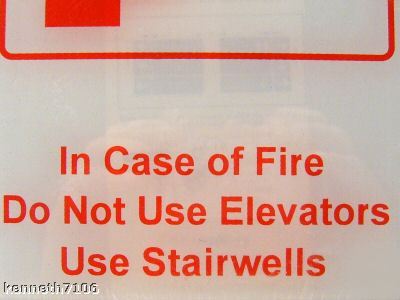 In Case of Fire
Do Not Use Elevators
Use Stairwells
kenneth7106